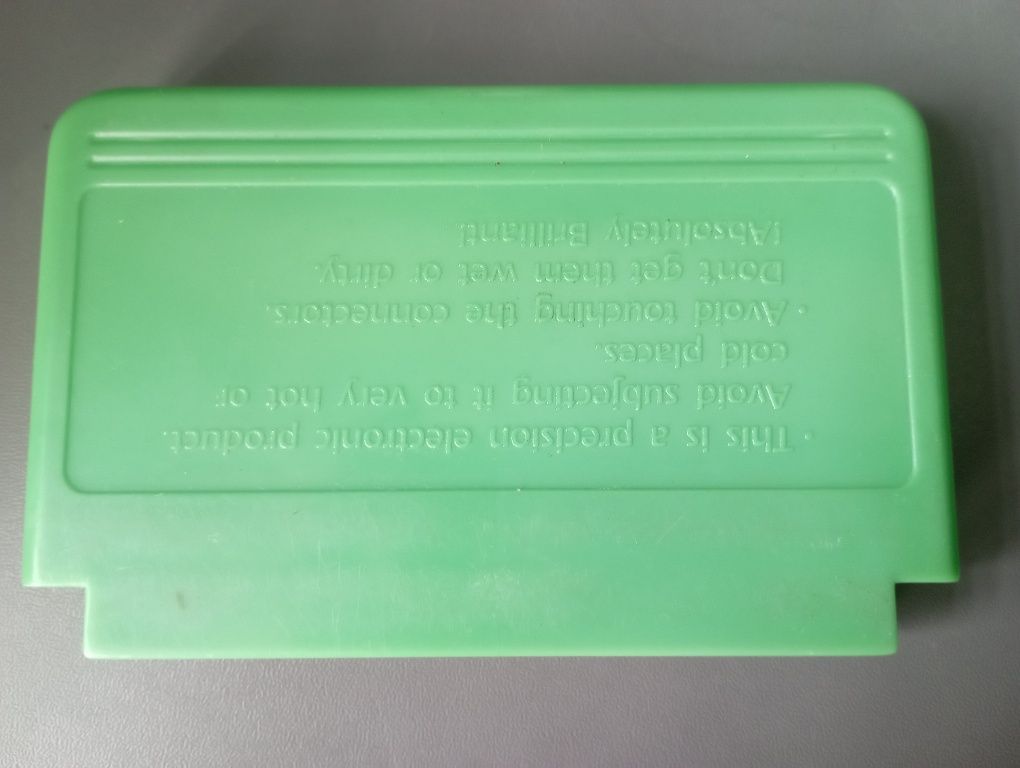 · This is a precision electronic product.
Avoid subjecting it to very hot or
cold places.
· Avoid touching the connectors.
Don't get them wet or dirty.
!Absolutely Brilliant!